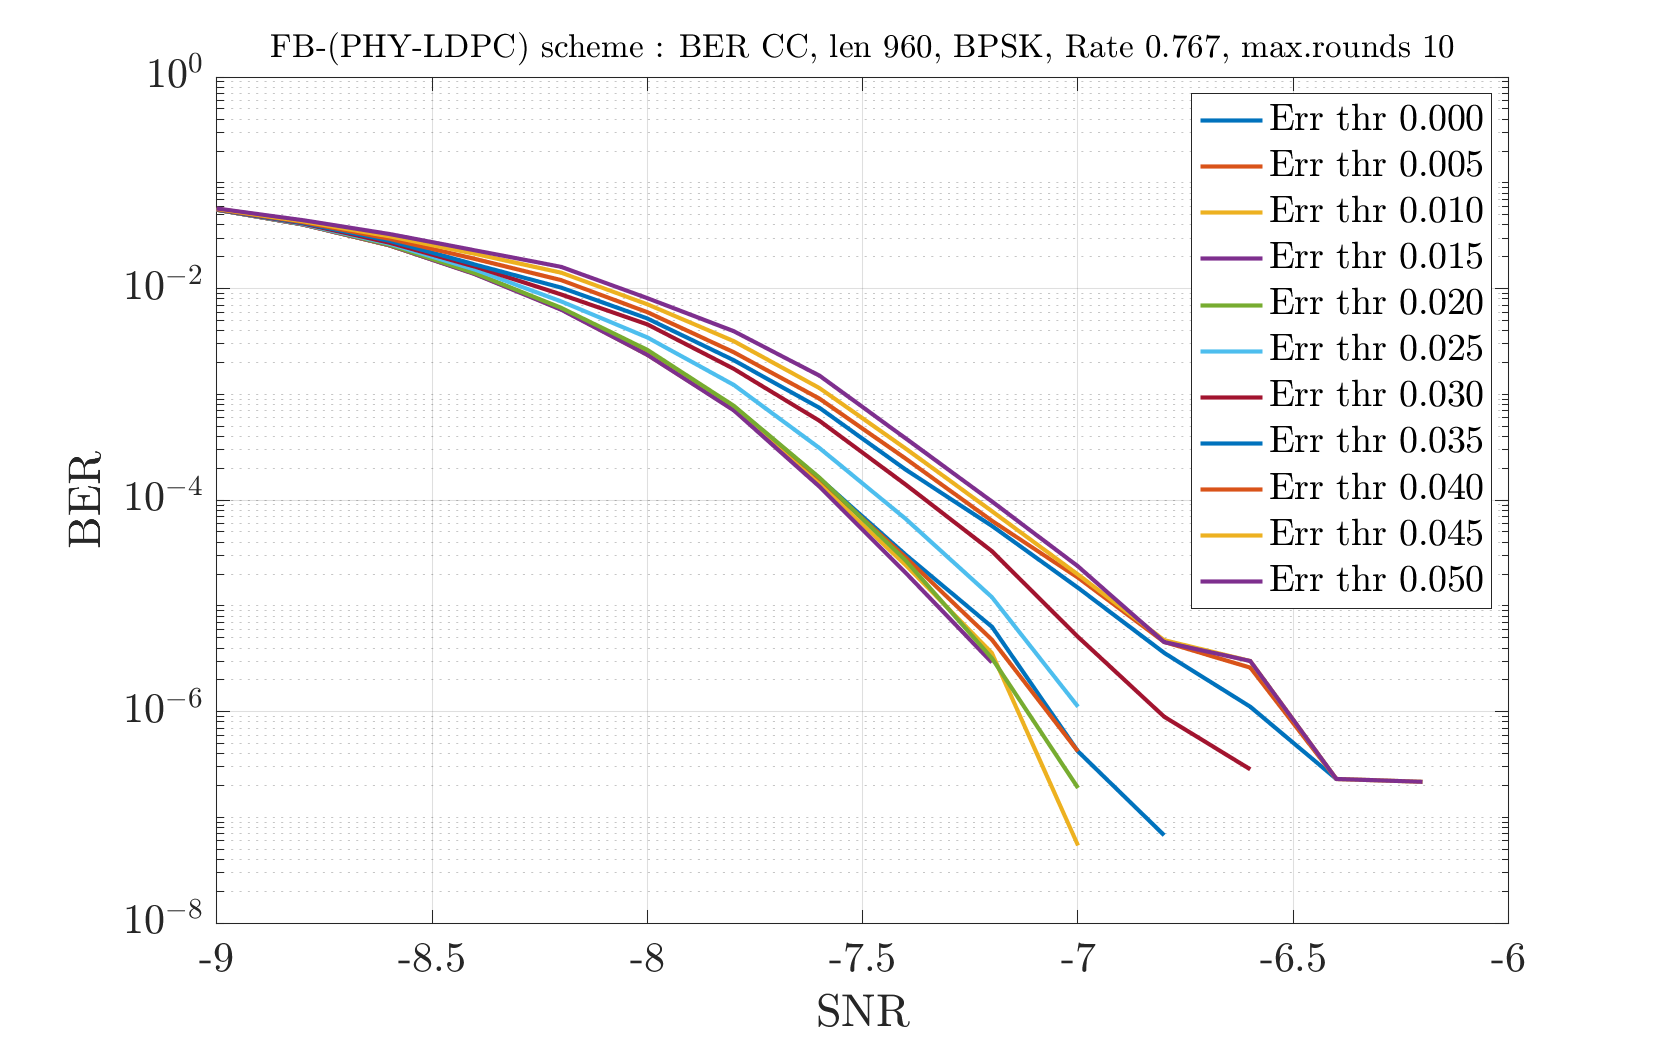 FB-(PHY-LDPC) scheme : BER CC, len 960, BPSK, Rate 0.767, max.rounds 10
10^0
10^−2
10^−4
10^−6
10^−8
BER
Err thr 0.000
Err thr 0.005
Err thr 0.010
Err thr 0.015
Err thr 0.020
Err thr 0.025
Err thr 0.030
Err thr 0.035
Err thr 0.040
Err thr 0.045
Err thr 0.050
-9 -8.5 -8 -7.5 -7 -6.5 -6
SNR